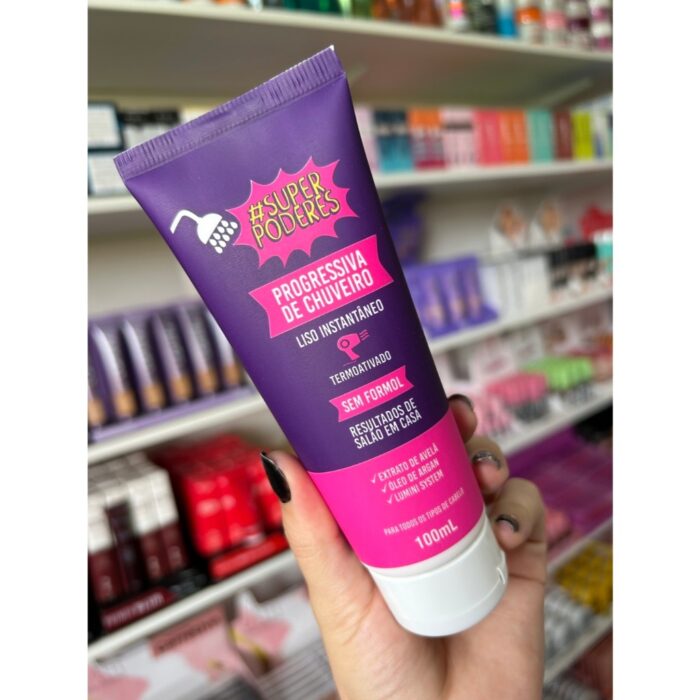 #SUPER
PODERES
PROGRESSIVA
DE CHUVEIRO
LISO INSTANTÂNEO
TERMOATIVADO
SEM FORMOL
RESULTADOS DE
SALÃO EM CASA
✓EXTRATO DE AVELÃ
✓ÓLEO DE ARGAN
✓LUMINI SYSTEM
PARA TODOS OS TIPOS DE CABELO
100mL